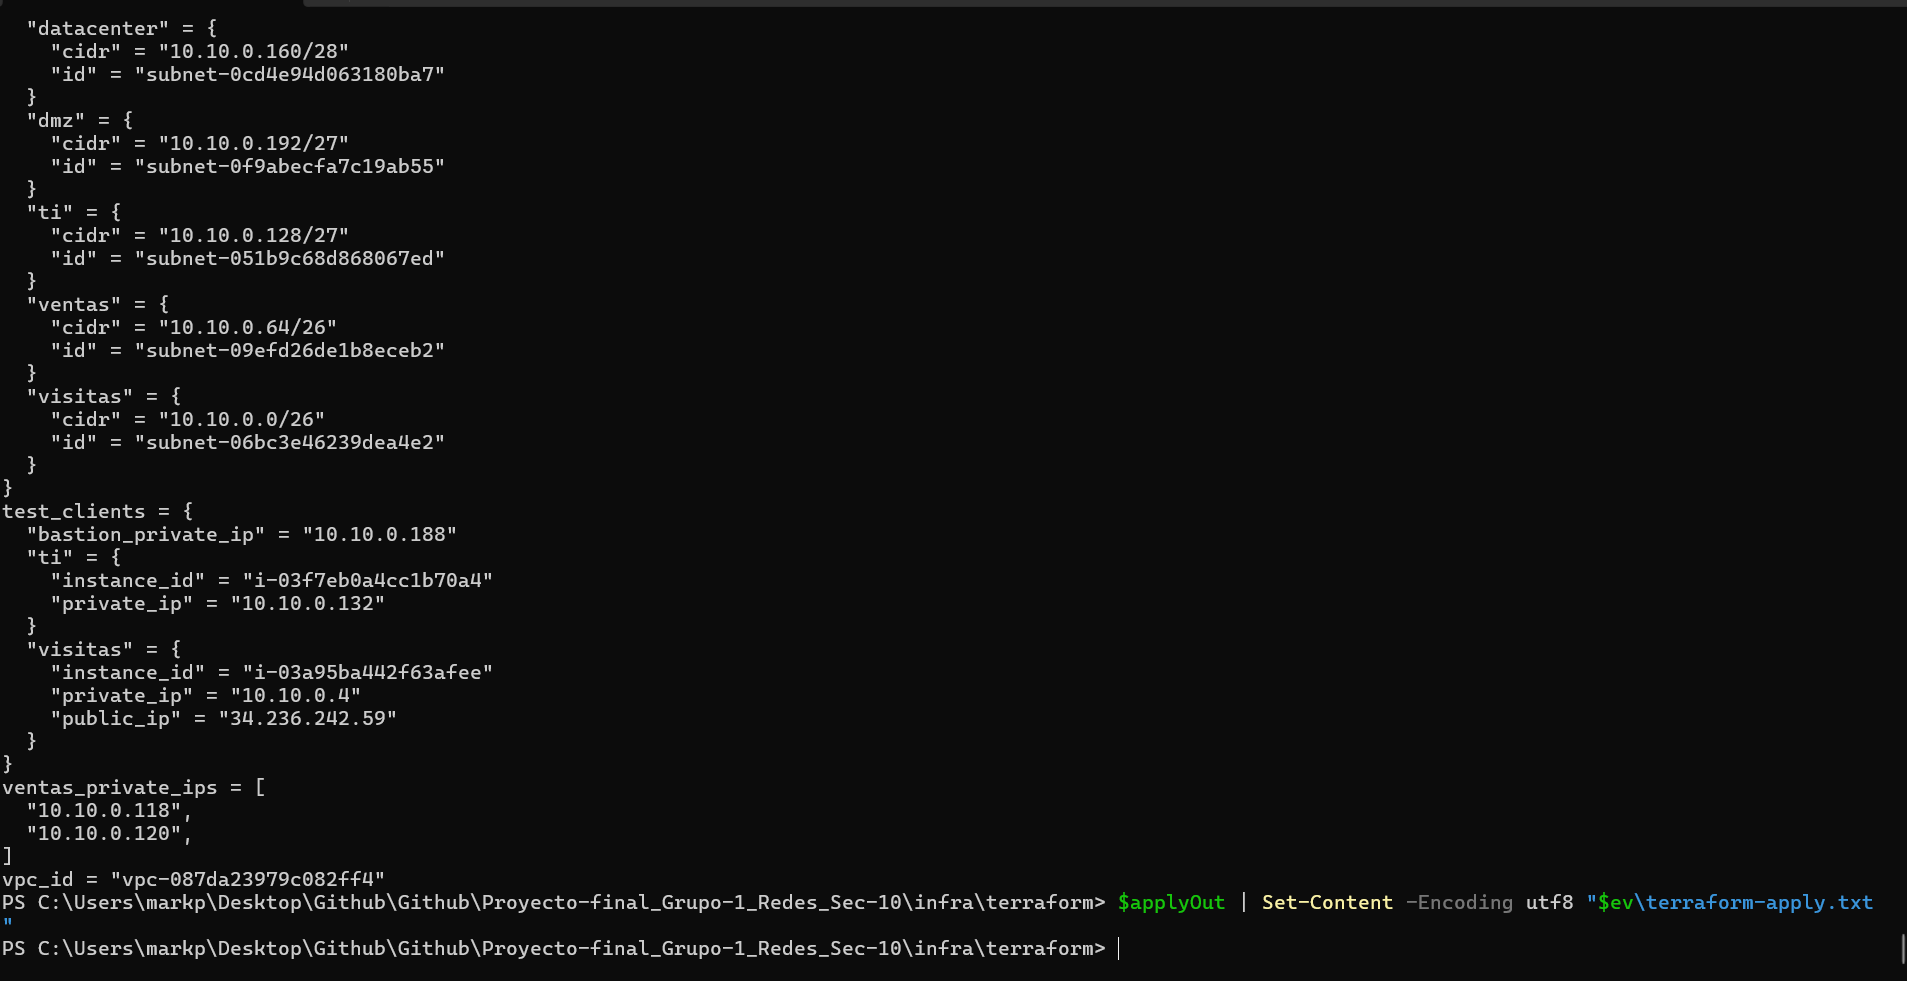 "datacenter" = {
    "cidr" = "10.10.0.160/28"
    "id" = "subnet-0cd4e94d063180ba7"
  }
  "dmz" = {
    "cidr" = "10.10.0.192/27"
    "id" = "subnet-0f9abecfa7c19ab55"
  }
  "ti" = {
    "cidr" = "10.10.0.128/27"
    "id" = "subnet-051b9c68d868067ed"
  }
  "ventas" = {
    "cidr" = "10.10.0.64/26"
    "id" = "subnet-09efd26de1b8eceb2"
  }
  "visitas" = {
    "cidr" = "10.10.0.0/26"
    "id" = "subnet-06bc3e46239dea4e2"
  }
}
test_clients = {
  "bastion_private_ip" = "10.10.0.188"
  "ti" = {
    "instance_id" = "i-03f7eb0a4cc1b70a4"
    "private_ip" = "10.10.0.132"
  }
  "visitas" = {
    "instance_id" = "i-03a95ba442f63afee"
    "private_ip" = "10.10.0.4"
    "public_ip" = "34.236.242.59"
  }
}
ventas_private_ips = [
  "10.10.0.118",
  "10.10.0.120",
]
vpc_id = "vpc-087da23979c082ff4"
PS C:\Users\markp\Desktop\Github\Github\Proyecto-final_Grupo-1_Redes_Sec-10\infra\terraform> $applyOut | Set-Content -Encoding utf8 "$ev\terraform-apply.txt
"
PS C:\Users\markp\Desktop\Github\Github\Proyecto-final_Grupo-1_Redes_Sec-10\infra\terraform>